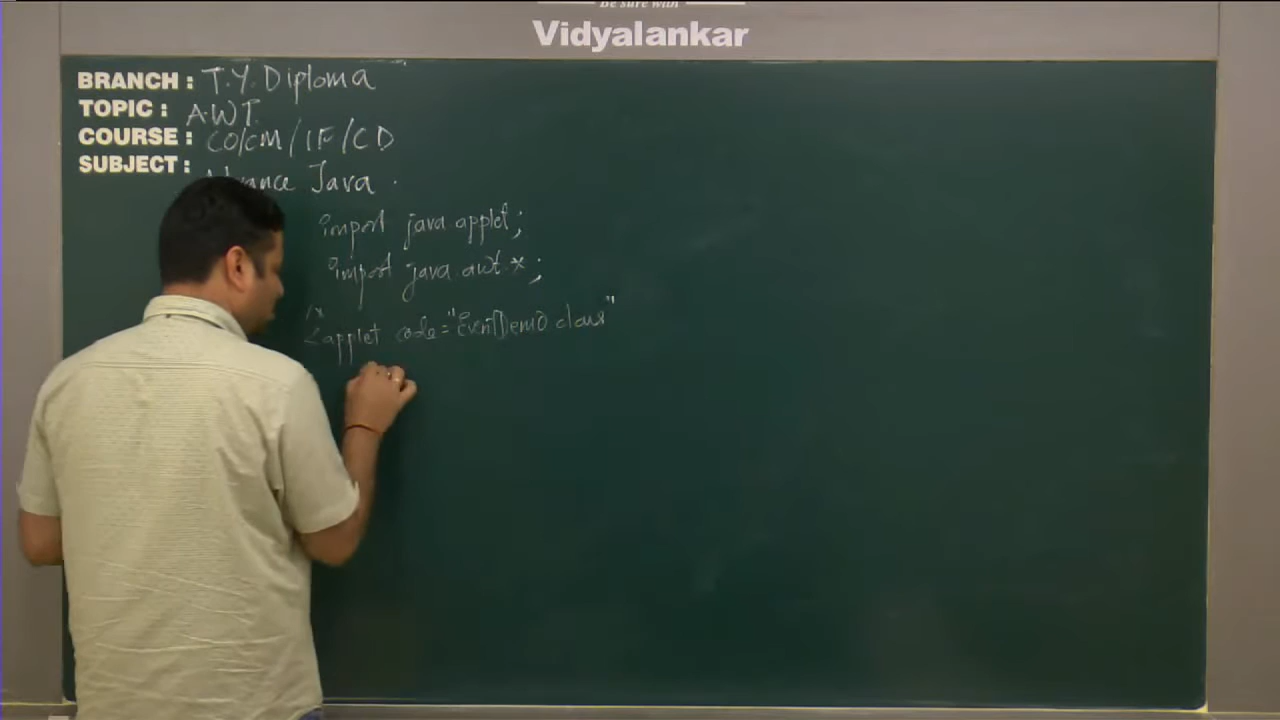 Be sure with
Vidyalankar
BRANCH : T.Y. Diploma
TOPIC : A.W.T.
COURSE : CO/CM/IF/CD
SUBJECT : Java .
import java applet;
import java.awt.*;
/*
<applet code="EventDemo class"